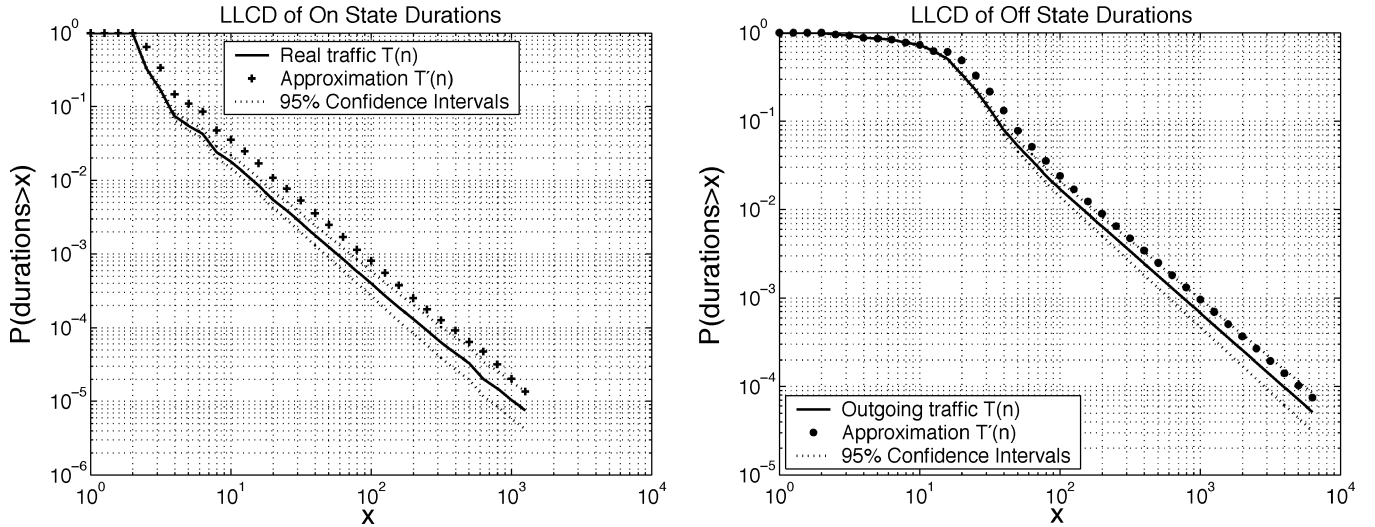 LLCD of On State Durations
P(durations>x)
10^0
10^-1
10^-2
10^-3
10^-4
10^-5
10^-6
Real traffic T(n)
Approximation T′(n)
95% Confidence Intervals
10^0 10^1 10^2 10^3 10^4
x
LLCD of Off State Durations
P(durations>x)
10^0
10^-1
10^-2
10^-3
10^-4
10^-5
Outgoing traffic T(n)
Approximation T′(n)
95% Confidence Intervals
10^0 10^1 10^2 10^3 10^4
x